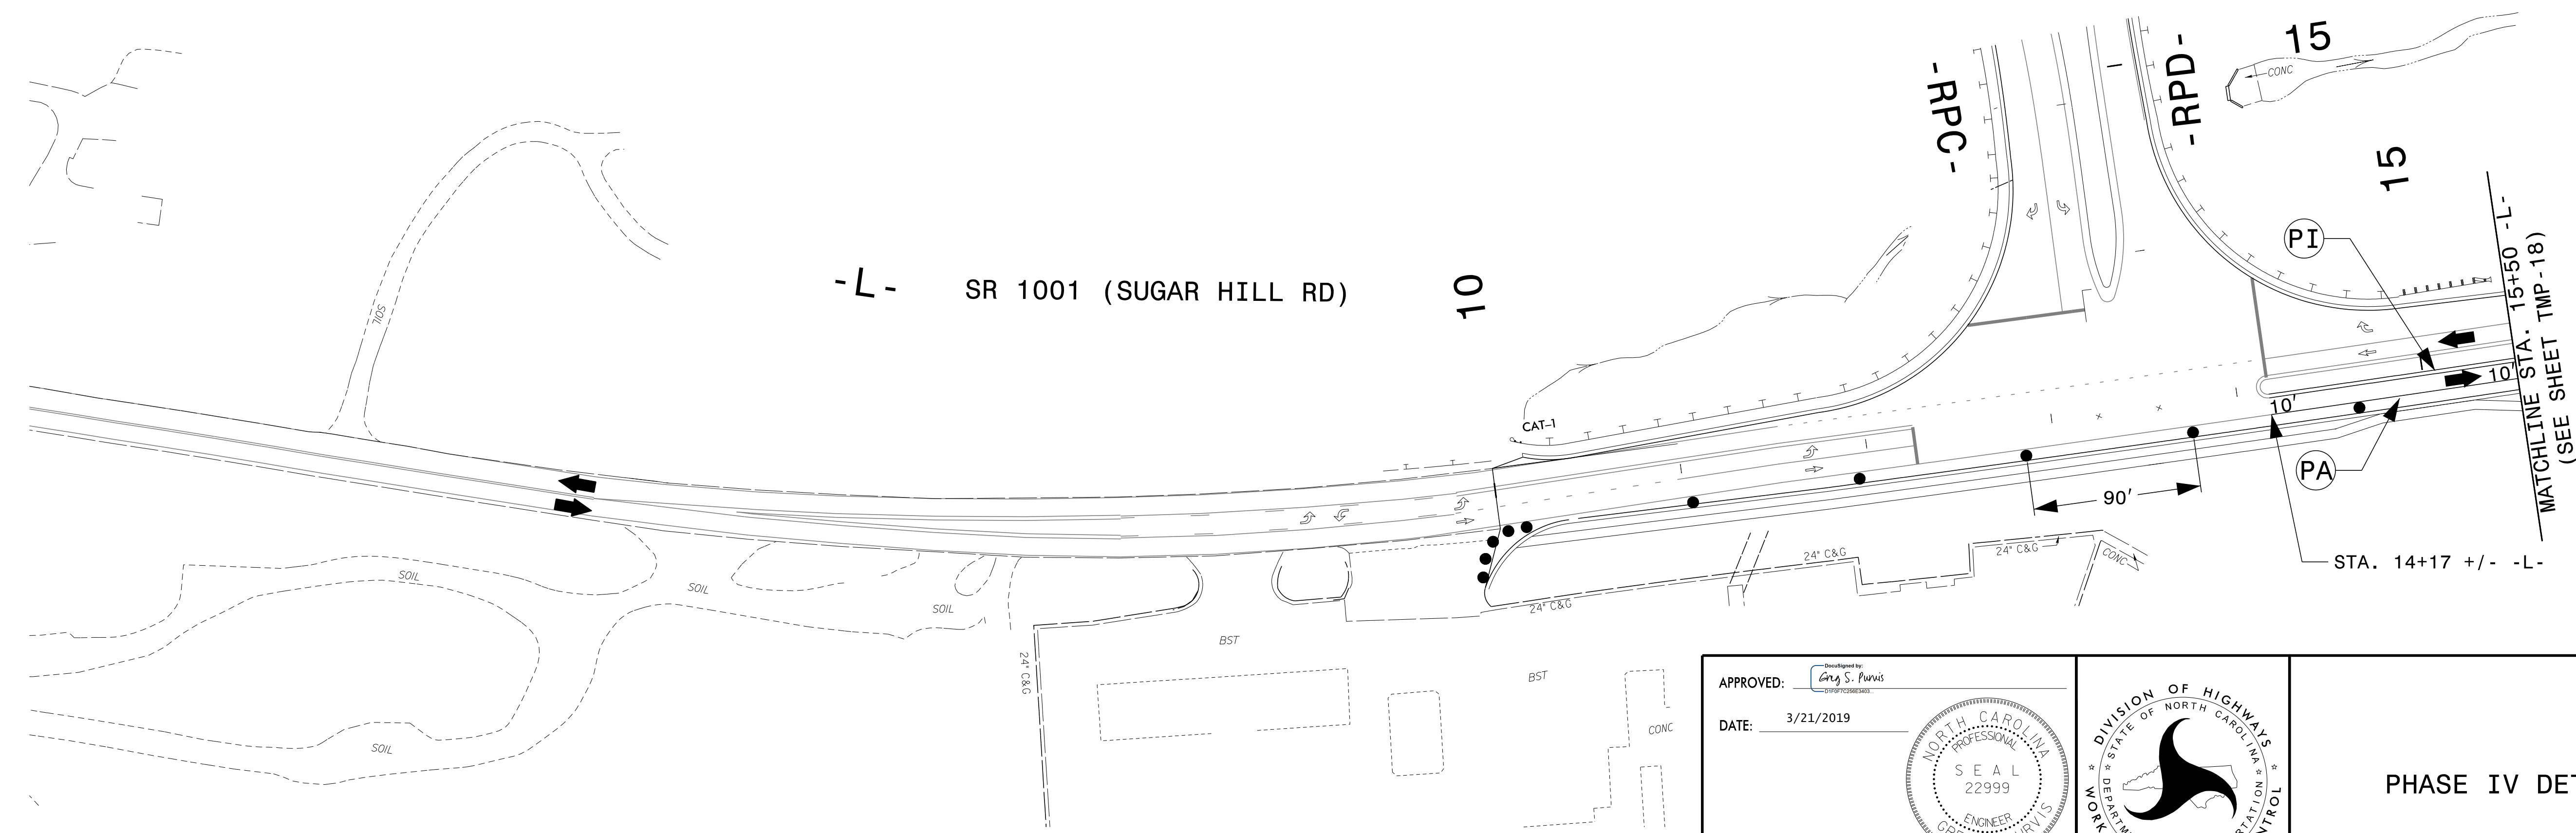 15
CONC
-RPC-
-RPD-
15
PI
-L- SR 1001 (SUGAR HILL RD)
10
SOIL
MATCHLINE STA. 15+50 -L-
(SEE SHEET TMP-18)
10'
10'
CAT-1
PA
90'
STA. 14+17 +/- -L-
24" C&G
24" C&G
CONC
24" C&G
SOIL
SOIL
SOIL
BST
24" C&G
BST
CONC
SOIL
APPROVED:
DocuSigned by:
Greg S. Purvis
D1F0F7C256E3403...
DATE: 3/21/2019
NORTH CAROLINA
PROFESSIONAL
SEAL
22999
ENGINEER
DIVISION OF HIGHWAYS
STATE OF NORTH CAROLINA
PHASE IV DET